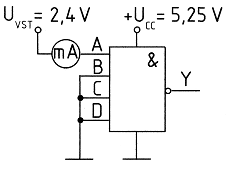 U_VST = 2,4 V
+U_CC = 5,25 V
mA
A
B
C
D
&
Y